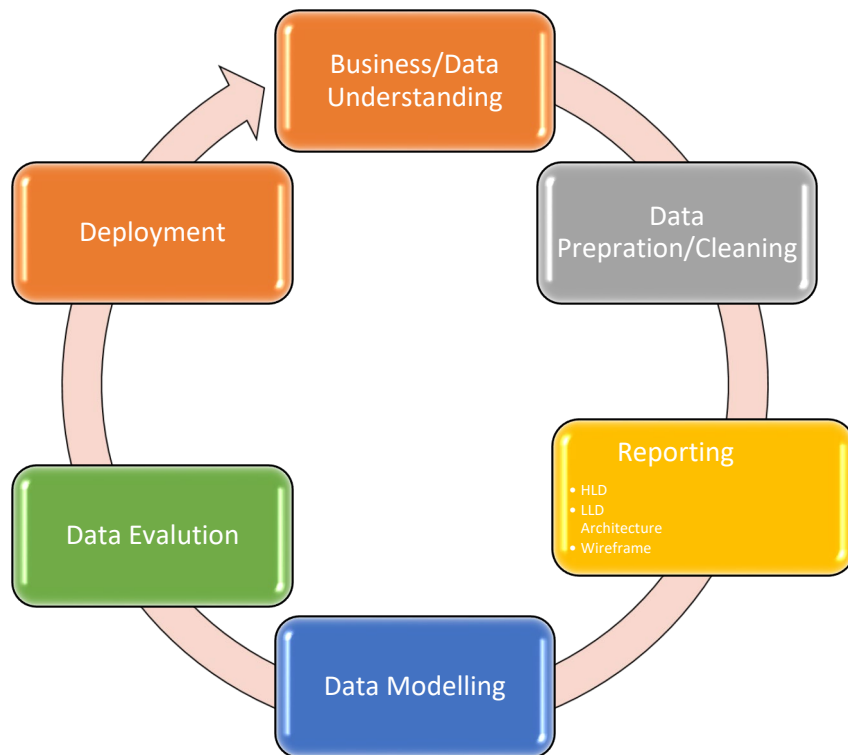 Business/Data
Understanding
Data
Prepration/Cleaning
Reporting
• HLD
• LLD
Architecture
• Wireframe
Data Modelling
Data Evalution
Deployment